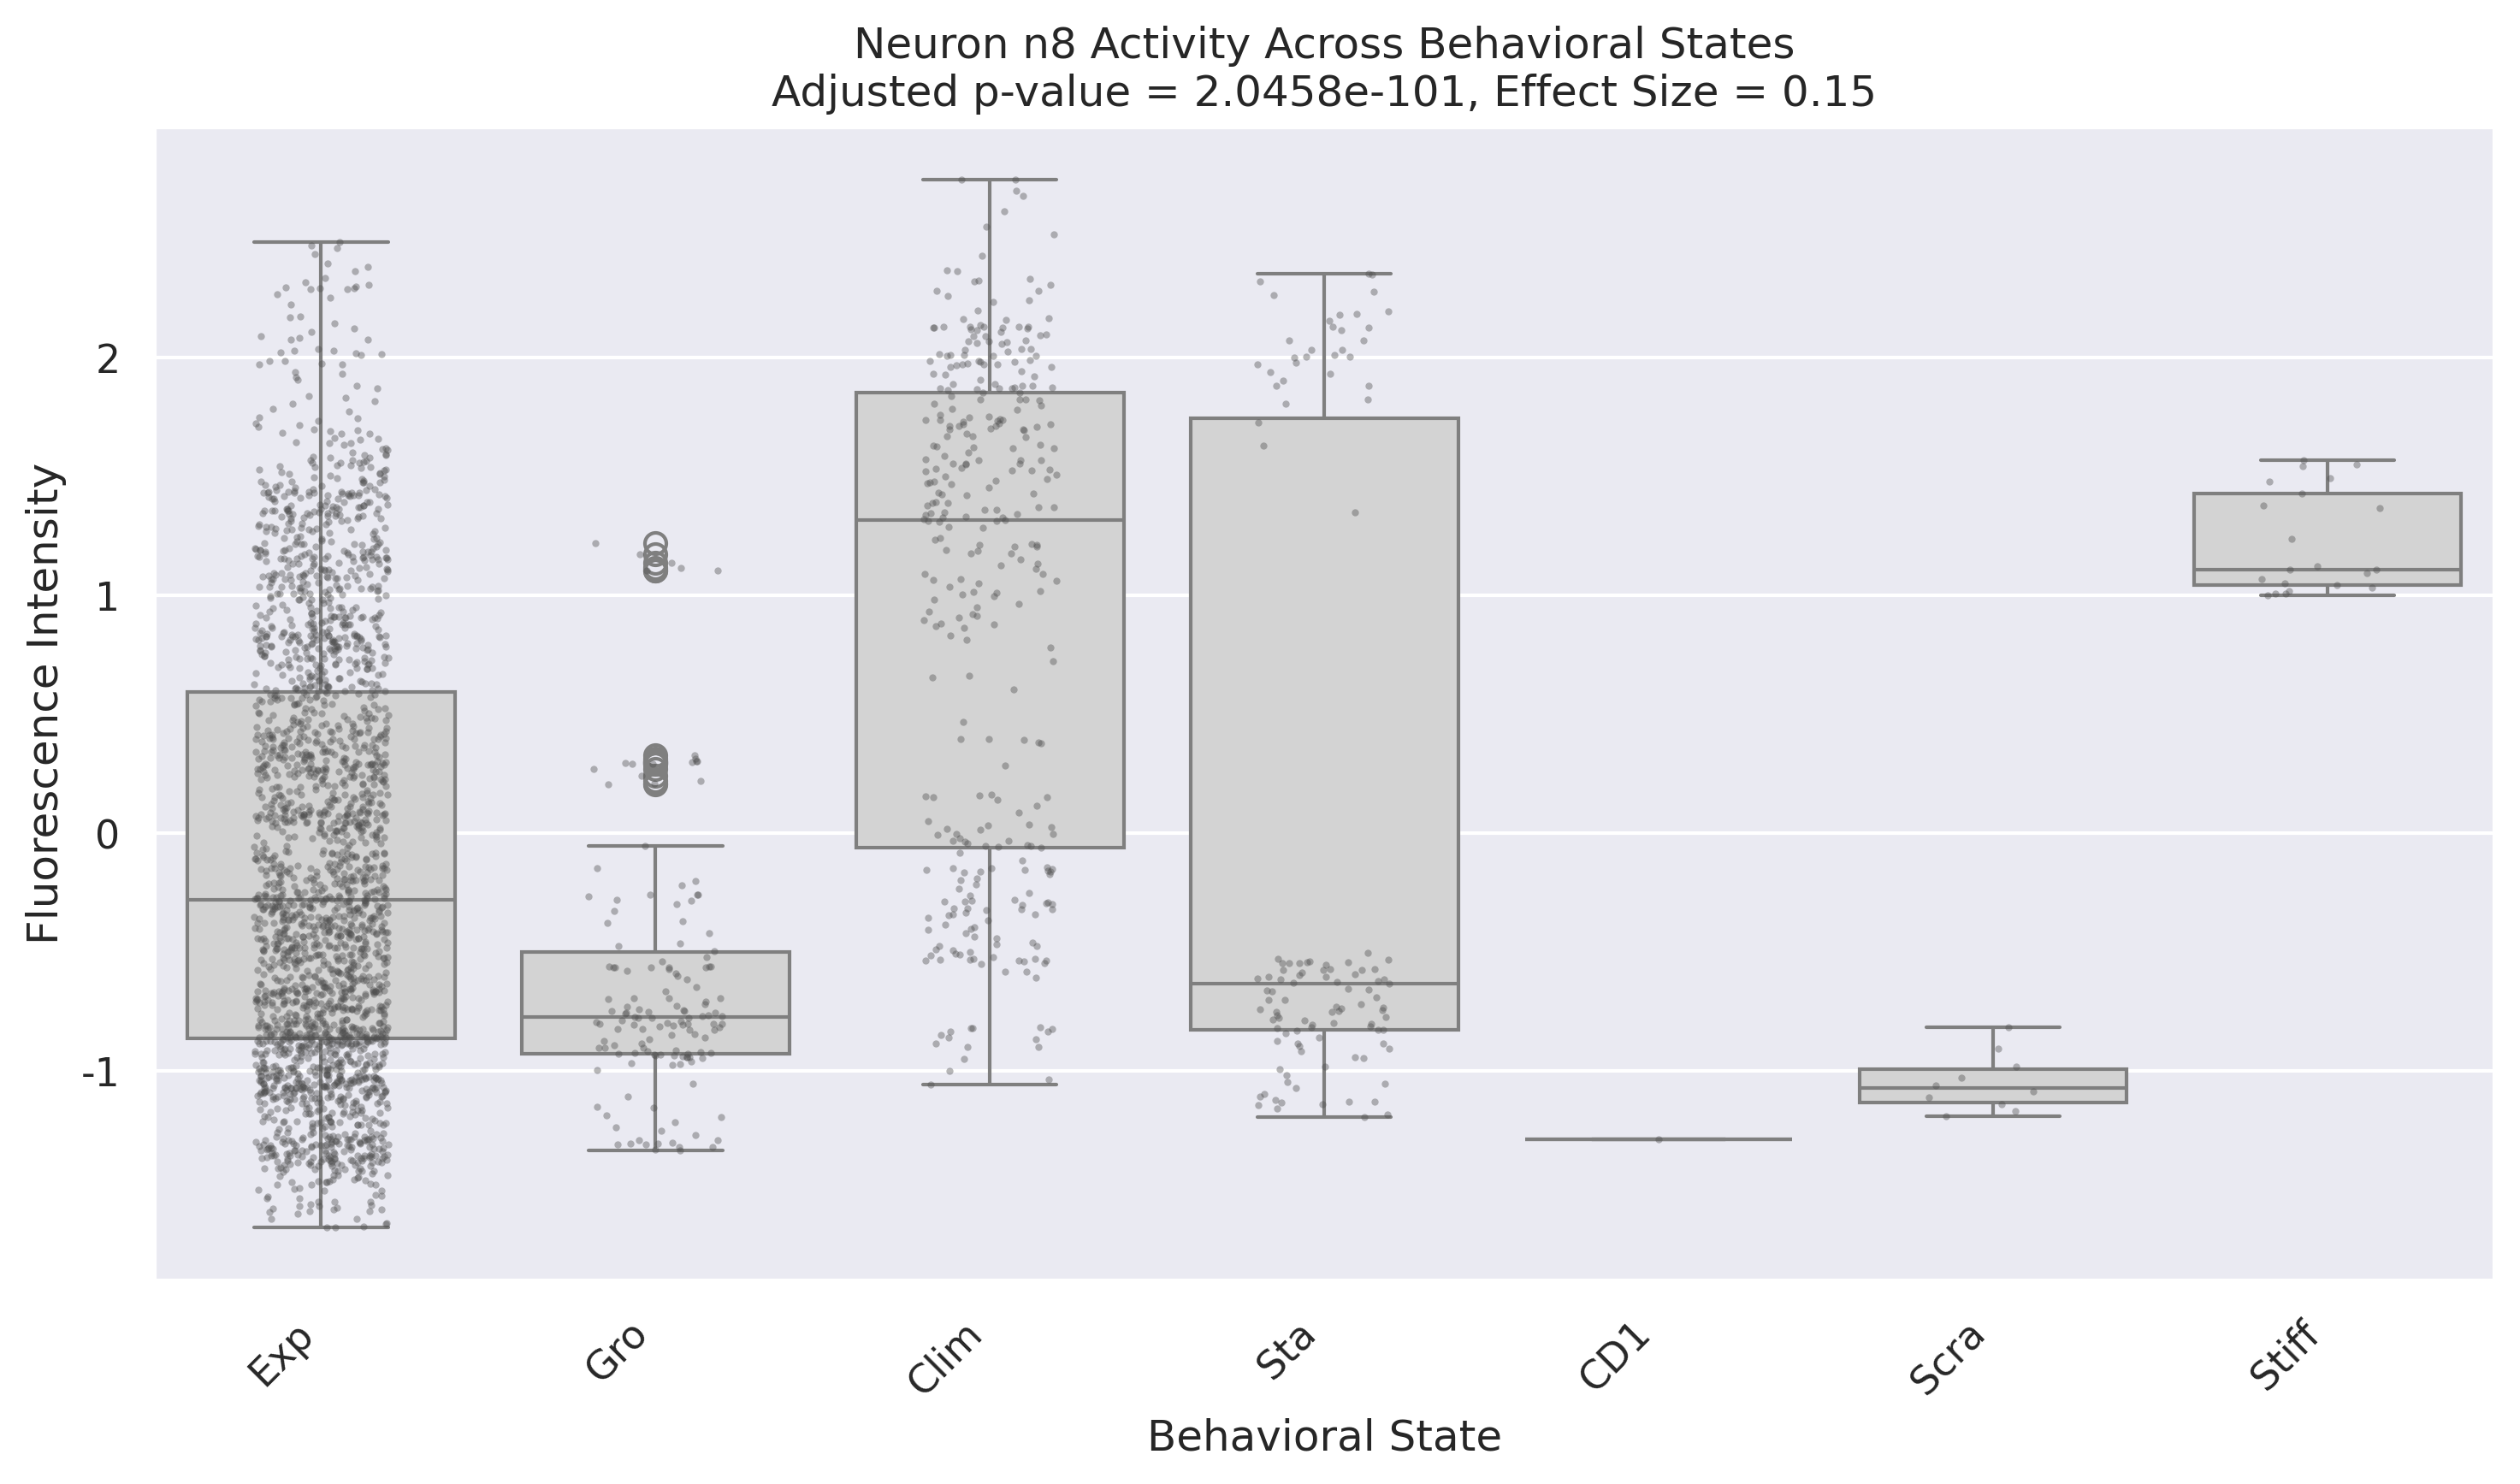 Neuron n8 Activity Across Behavioral States
Adjusted p-value = 2.0458e-101, Effect Size = 0.15
Fluorescence Intensity
2
1
0
-1
Exp
Gro
Clim
Sta
CD1
Scra
Stiff
Behavioral State